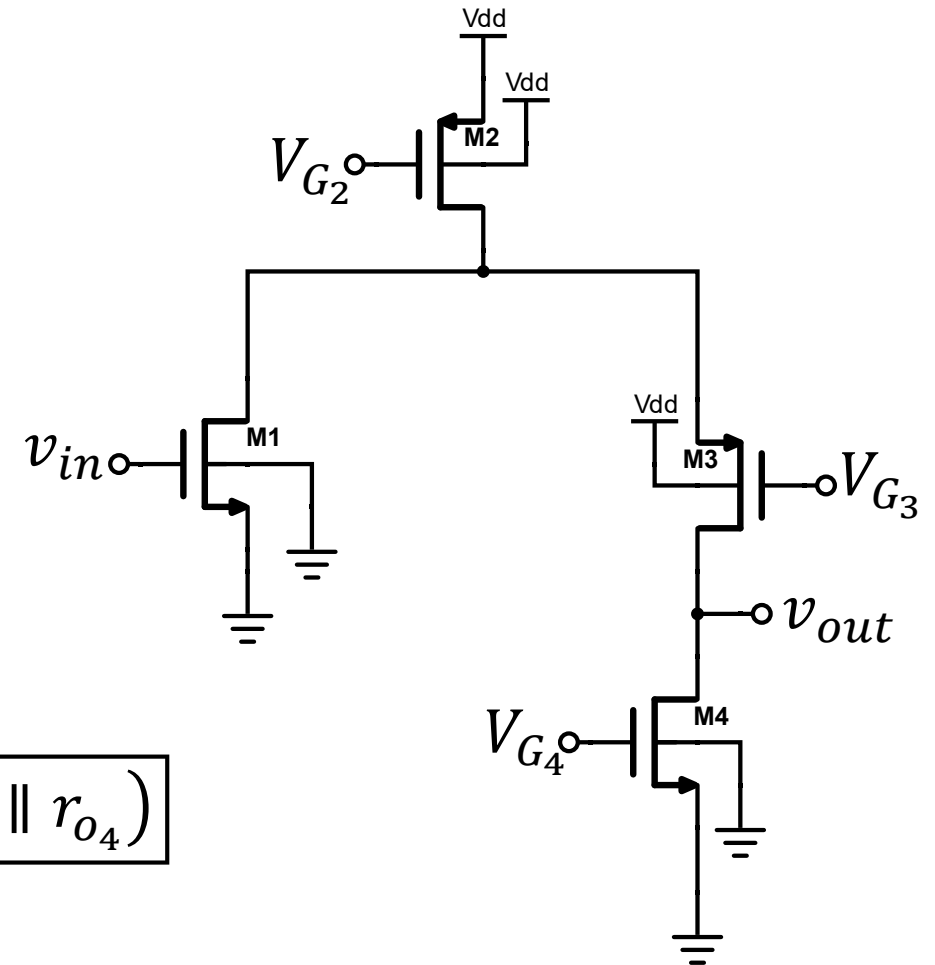 Vdd
Vdd
M2
V_{G_2}
M1
v_{in}
Vdd
M3
V_{G_3}
v_{out}
M4
V_{G_4}
∥ r_{o_4})